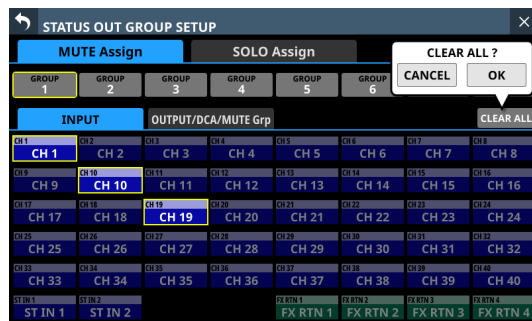 STATUS OUT GROUP SETUP
MUTE Assign SOLO Assign
CLEAR ALL ?
CANCEL OK
GROUP 1 GROUP 2 GROUP 3 GROUP 4 GROUP 5 GROUP 6
INPUT OUTPUT/DCA/MUTE Grp CLEAR ALL
CH 1 CH 2 CH 3 CH 4 CH 5 CH 6 CH 7 CH 8
CH 1 CH 2 CH 3 CH 4 CH 5 CH 6 CH 7 CH 8
CH 9 CH 10 CH 11 CH 12 CH 13 CH 14 CH 15 CH 16
CH 9 CH 10 CH 11 CH 12 CH 13 CH 14 CH 15 CH 16
CH 17 CH 18 CH 19 CH 20 CH 21 CH 22 CH 23 CH 24
CH 17 CH 18 CH 19 CH 20 CH 21 CH 22 CH 23 CH 24
CH 25 CH 26 CH 27 CH 28 CH 29 CH 30 CH 31 CH 32
CH 25 CH 26 CH 27 CH 28 CH 29 CH 30 CH 31 CH 32
CH 33 CH 34 CH 35 CH 36 CH 37 CH 38 CH 39 CH 40
CH 33 CH 34 CH 35 CH 36 CH 37 CH 38 CH 39 CH 40
ST IN 1 ST IN 2 FX RTN 1 FX RTN 2 FX RTN 3 FX RTN 4
ST IN 1 ST IN 2 FX RTN 1 FX RTN 2 FX RTN 3 FX RTN 4